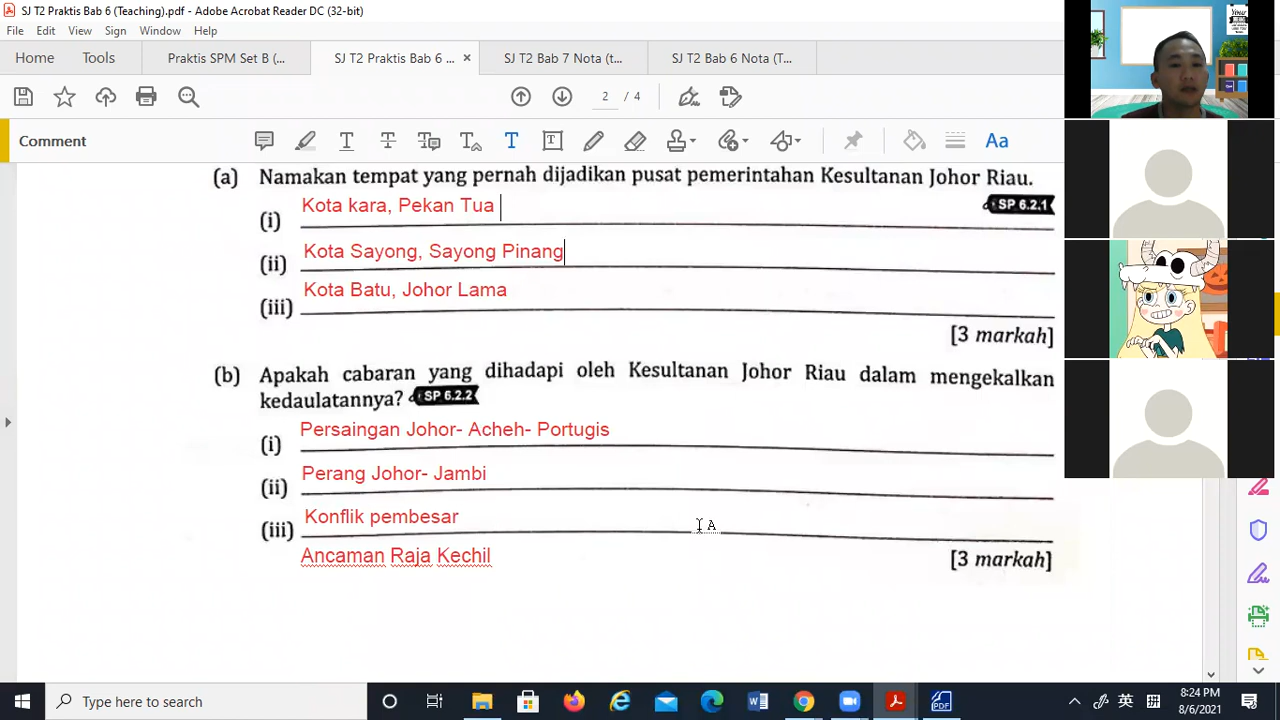 SJ T2 Praktis Bab 6 (Teaching).pdf - Adobe Acrobat Reader DC (32-bit)
File Edit View Sign Window Help
Home Tools Praktis SPM Set B (... SJ T2 Praktis Bab 6 ... × SJ T2 Bab 7 Nota (t... SJ T2 Bab 6 Nota (T...
2 / 4
Comment
(a) Namakan tempat yang pernah dijadikan pusat pemerintahan Kesultanan Johor Riau.
SP 6.2.1
(i) Kota kara, Pekan Tua
(ii) Kota Sayong, Sayong Pinang
(iii) Kota Batu, Johor Lama
[3 markah]
(b) Apakah cabaran yang dihadapi oleh Kesultanan Johor Riau dalam mengekalkan
kedaulatannya? SP 6.2.2
(i) Persaingan Johor- Acheh- Portugis
(ii) Perang Johor- Jambi
(iii) Konflik pembesar
Ancaman Raja Kechil
[3 markah]
Type here to search
英 拼 8:24 PM
8/6/2021